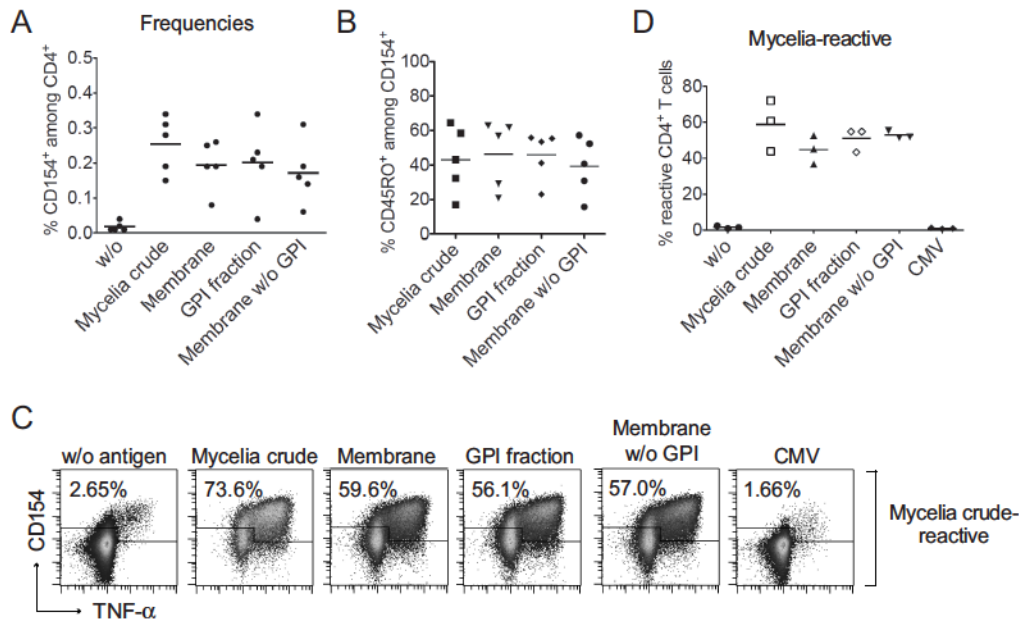 A
Frequencies
% CD154⁺ among CD4⁺
0.5
0.4
0.3
0.2
0.1
0.0
w/o
Mycelia crude
Membrane
GPI fraction
Membrane w/o GPI
B
% CD45RO⁺ among CD154⁺
100
80
60
40
20
0
Mycelia crude
Membrane
GPI fraction
Membrane w/o GPI
D
Mycelia-reactive
% reactive CD4⁺ T cells
80
60
40
20
0
w/o
Mycelia crude
Membrane
GPI fraction
Membrane w/o GPI
CMV
C
w/o antigen
2.65%
Mycelia crude
73.6%
Membrane
59.6%
GPI fraction
56.1%
Membrane
w/o GPI
57.0%
CMV
1.66%
Mycelia crude-
reactive
CD154
TNF-α